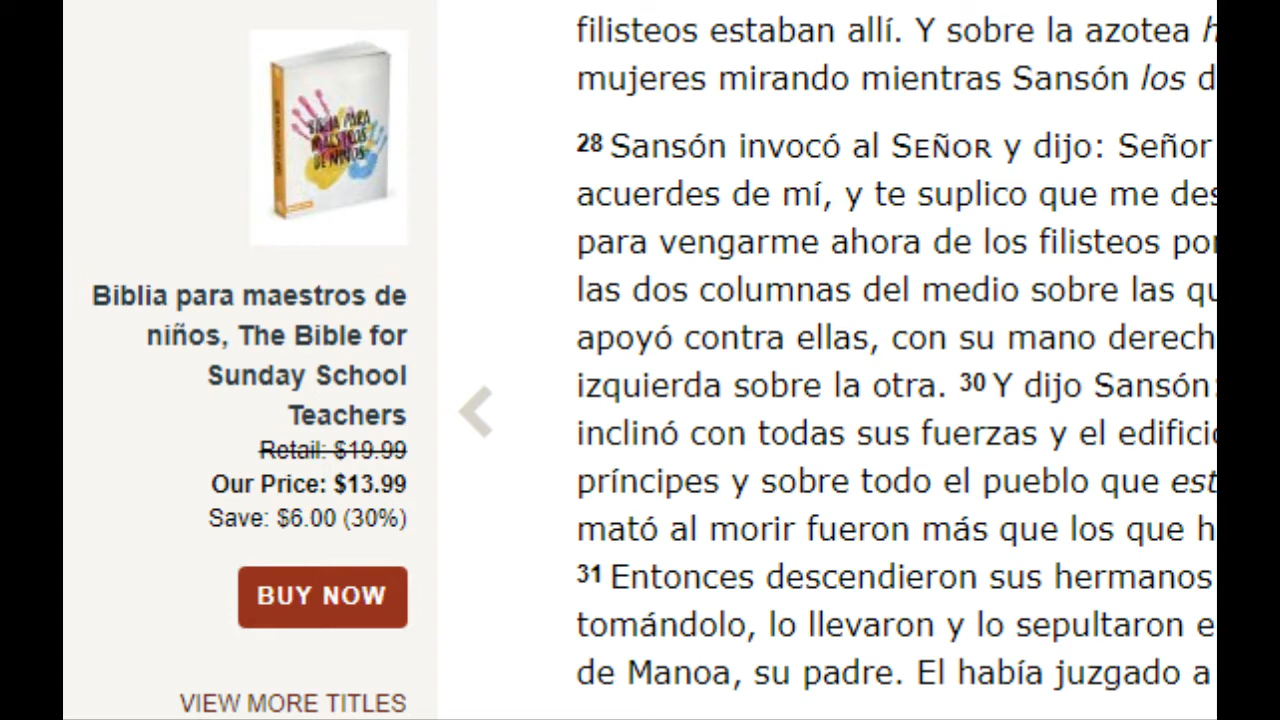 BIBLIA PARA
MAESTROS
DE NIÑOS
Biblia para maestros de
niños, The Bible for
Sunday School
Teachers
Retail: $19.99
Our Price: $13.99
Save: $6.00 (30%)
BUY NOW
VIEW MORE TITLES
filisteos estaban allí. Y sobre la azotea
mujeres mirando mientras Sansón los
28 Sansón invocó al SEÑOR y dijo: Señor
acuerdes de mí, y te suplico que me
para vengarme ahora de los filisteos
las dos columnas del medio sobre las
apoyó contra ellas, con su mano
izquierda sobre la otra. 30 Y dijo Sansón:
inclinó con todas sus fuerzas y el
príncipes y sobre todo el pueblo que
mató al morir fueron más que los que
31 Entonces descendieron sus hermanos
tomándolo, lo llevaron y lo sepultaron
de Manoa, su padre. El había juzgado a